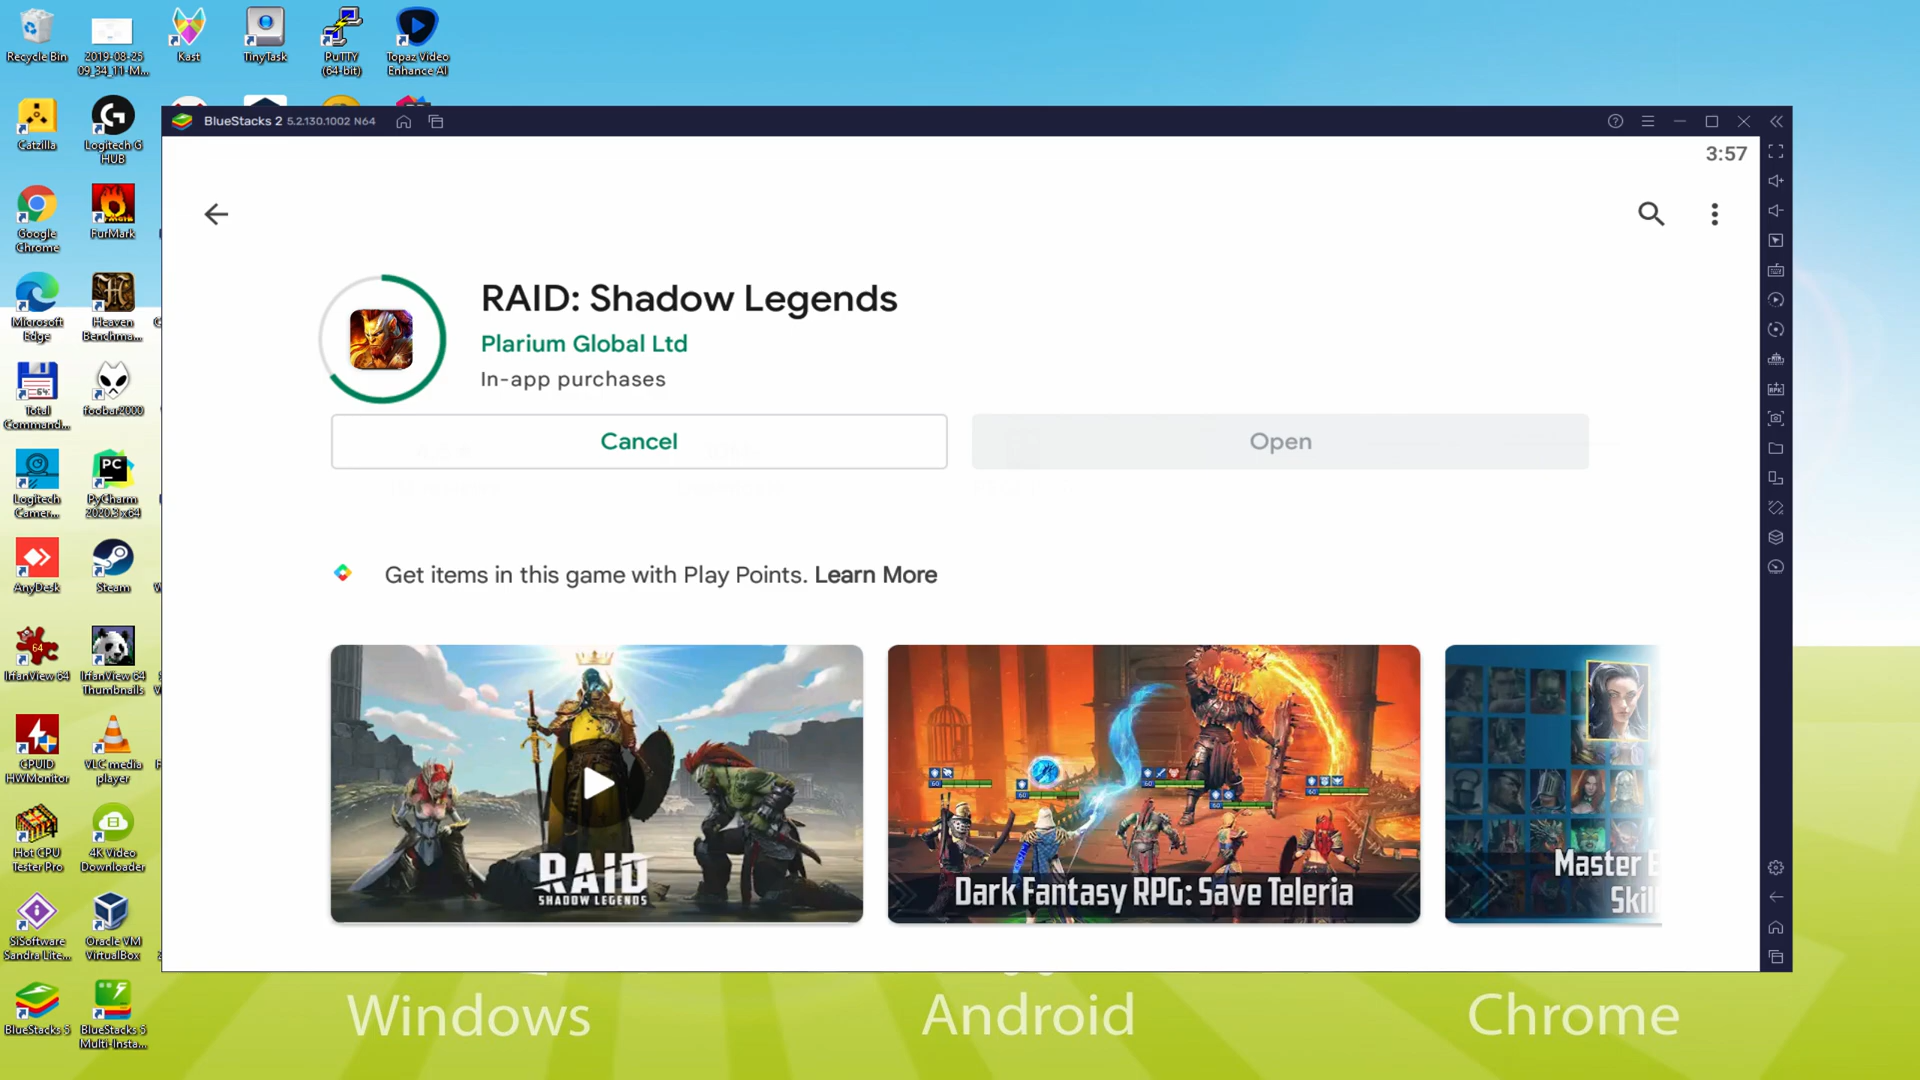 Recycle Bin
2019-08-25
09_34_11-M...
Kast
TinyTask
PuTTY
(64-bit)
Topaz Video
Enhance AI
Catzilla
Logitech G
HUB
Google
Chrome
FurMark
Microsoft
Edge
Heaven
Benchma...
Total
Command...
foobar2000
Logitech
Camer...
PyCharm
2020.3 x64
AnyDesk
Steam
IrfanView 64
IrfanView 64
Thumbnails
CPUID
HWMonitor
VLC media
player
Hot CPU
Tester Pro
4K Video
Downloader
SiSoftware
Sandra Lite...
Oracle VM
VirtualBox
BlueStacks 5
BlueStacks 5
Multi-Insta...
BlueStacks 2 5.2.130.1002 N64
3:57
RAID: Shadow Legends
Plarium Global Ltd
In-app purchases
Cancel
Open
Get items in this game with Play Points. Learn More
RAID
SHADOW LEGENDS
Dark Fantasy RPG: Save Teleria
Master
Skil
Windows
Android
Chrome